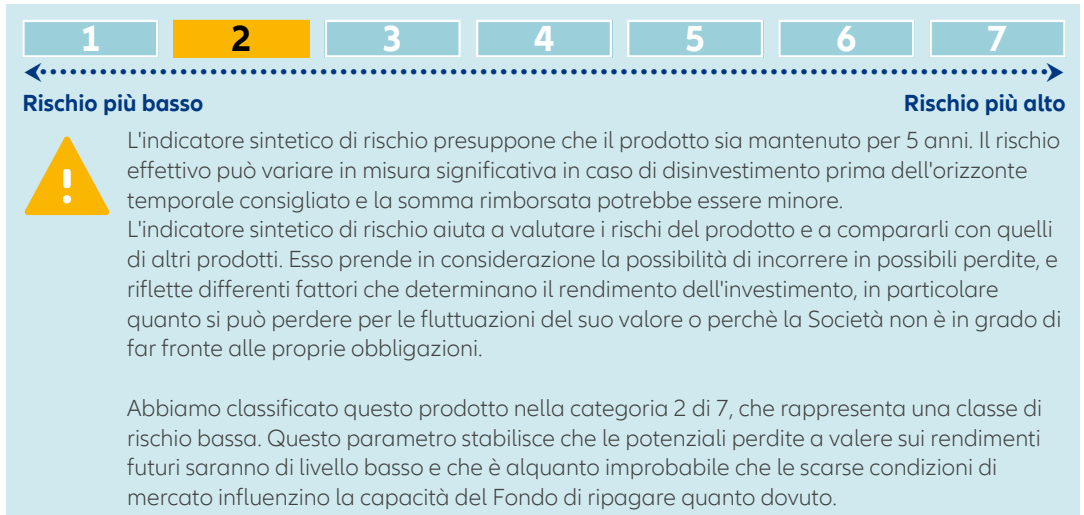 1 2 3 4 5 6 7
Rischio più basso Rischio più alto
L'indicatore sintetico di rischio presuppone che il prodotto sia mantenuto per 5 anni. Il rischio
effettivo può variare in misura significativa in caso di disinvestimento prima dell'orizzonte
temporale consigliato e la somma rimborsata potrebbe essere minore.
L'indicatore sintetico di rischio aiuta a valutare i rischi del prodotto e a compararli con quelli
di altri prodotti. Esso prende in considerazione la possibilità di incorrere in possibili perdite, e
riflette differenti fattori che determinano il rendimento dell'investimento, in particolare
quanto si può perdere per le fluttuazioni del suo valore o perchè la Società non è in grado di
far fronte alle proprie obbligazioni.
Abbiamo classificato questo prodotto nella categoria 2 di 7, che rappresenta una classe di
rischio bassa. Questo parametro stabilisce che le potenziali perdite a valere sui rendimenti
futuri saranno di livello basso e che è alquanto improbabile che le scarse condizioni di
mercato influenzino la capacità del Fondo di ripagare quanto dovuto.